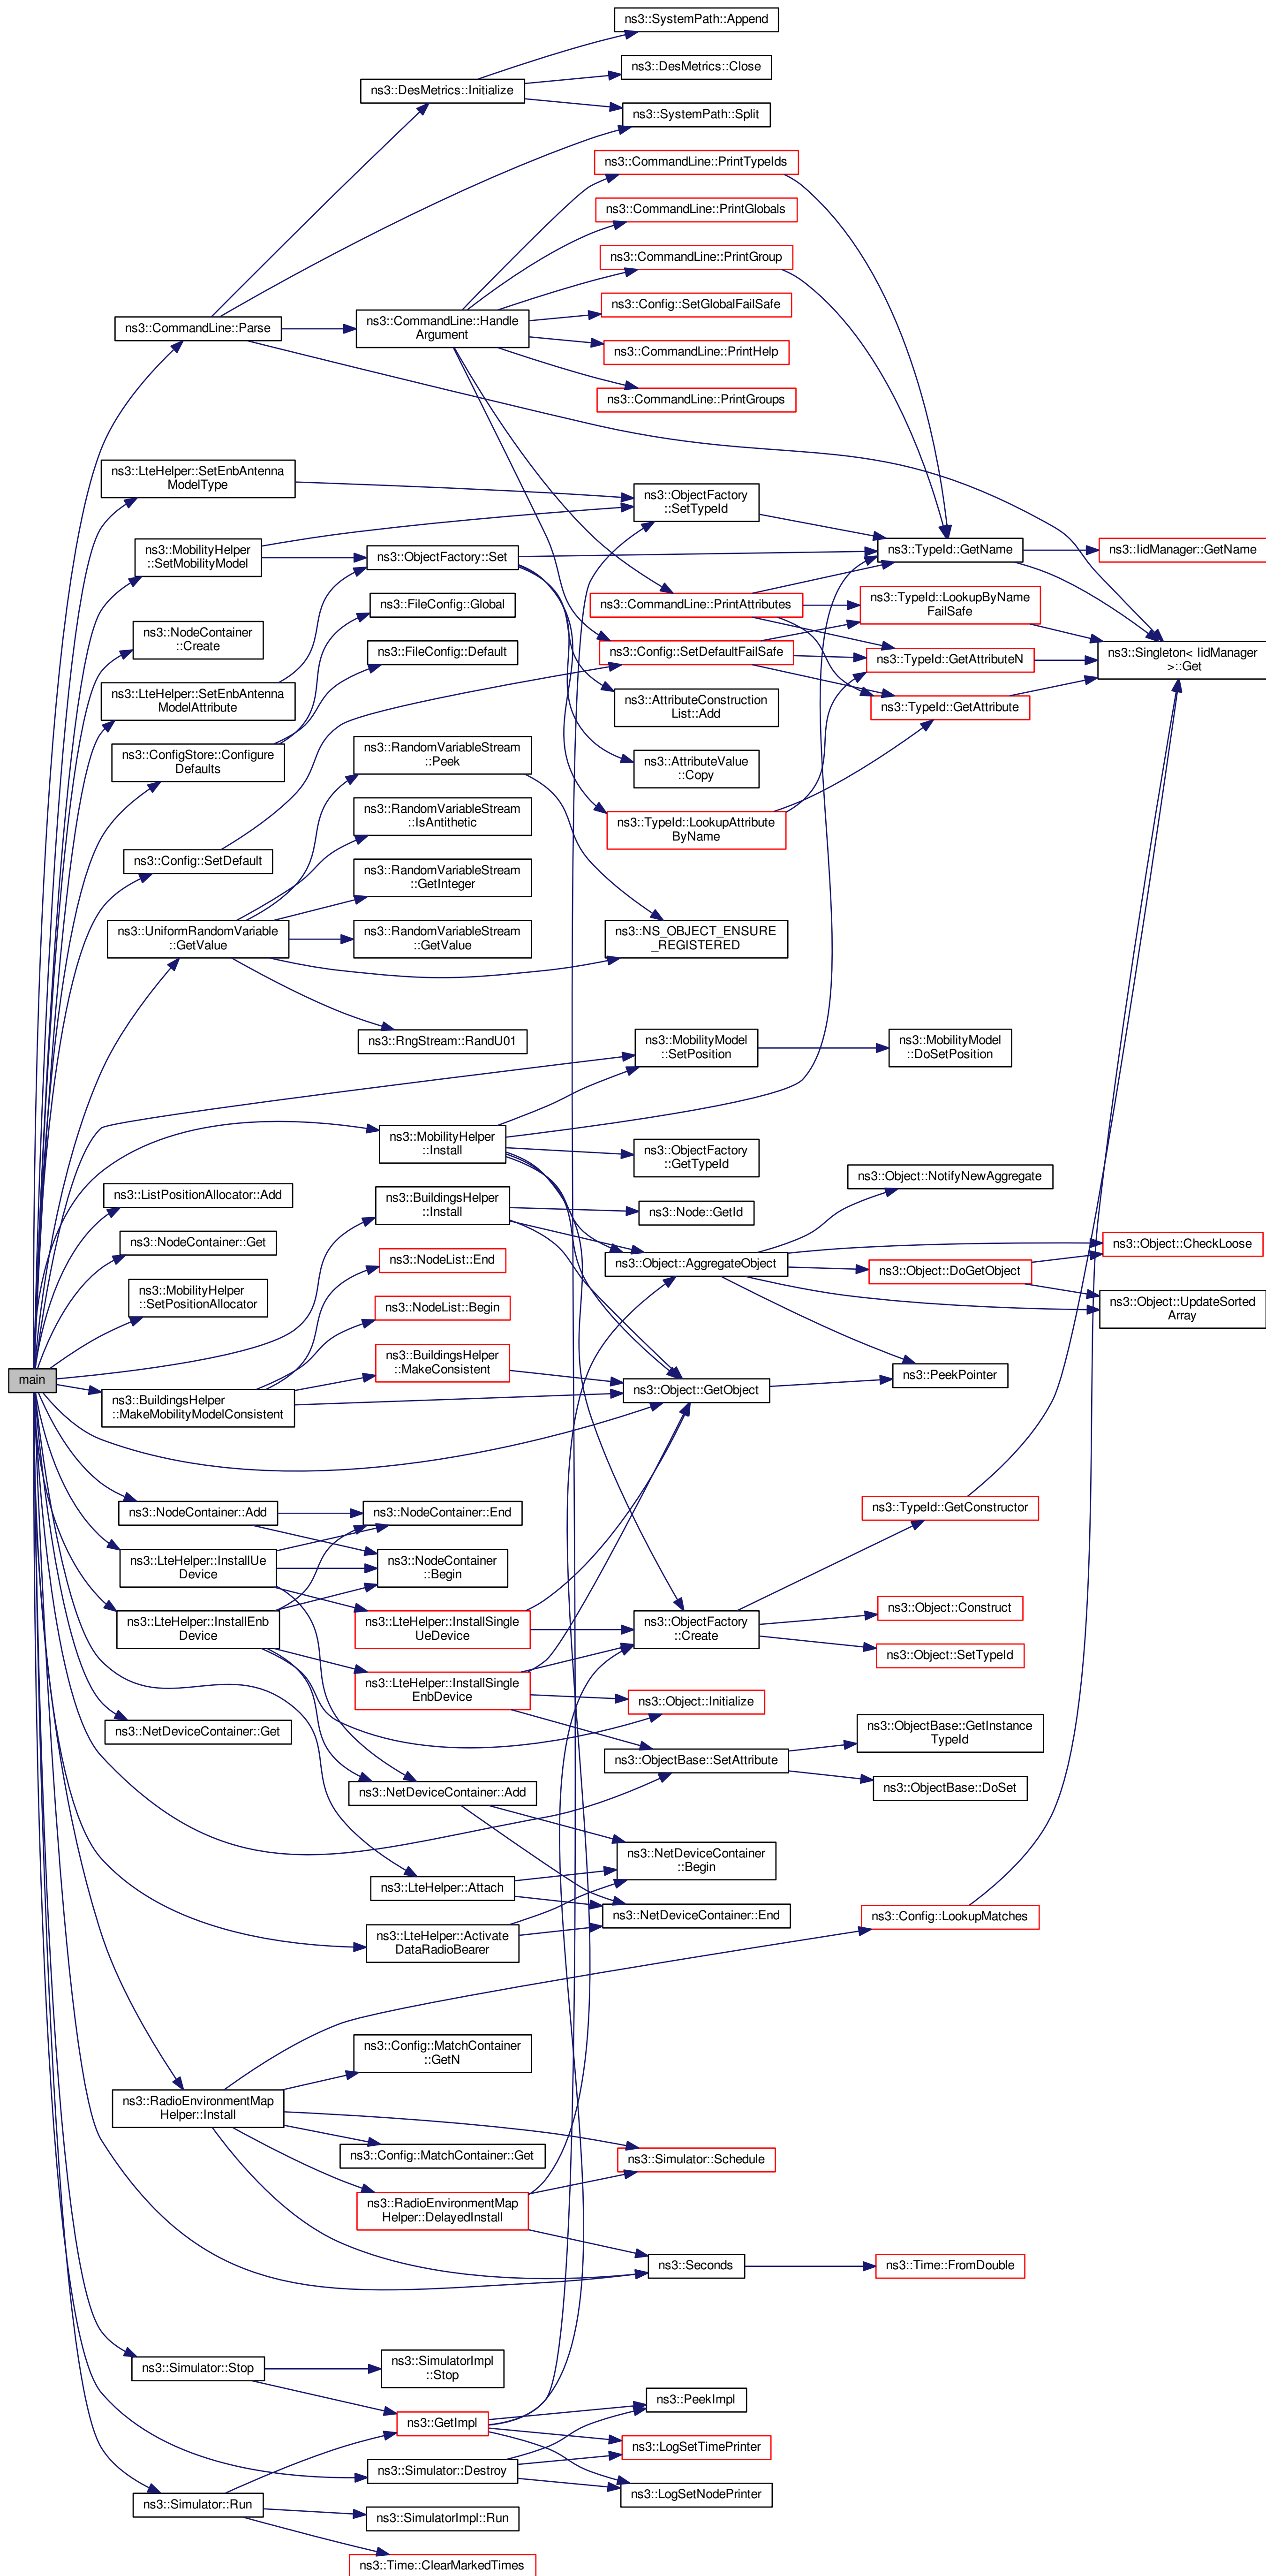 ns3::SystemPath::Append
ns3::DesMetrics::Close
ns3::DesMetrics::Initialize
ns3::SystemPath::Split
ns3::CommandLine::PrintTypeIds
ns3::CommandLine::PrintGlobals
ns3::CommandLine::PrintGroup
ns3::Config::SetGlobalFailSafe
ns3::CommandLine::Parse
ns3::CommandLine::Handle
Argument
ns3::CommandLine::PrintHelp
ns3::CommandLine::PrintGroups
ns3::LteHelper::SetEnbAntenna
ModelType
ns3::ObjectFactory
::SetTypeId
ns3::MobilityHelper
::SetMobilityModel
ns3::ObjectFactory::Set
ns3::TypeId::GetName
ns3::IidManager::GetName
ns3::FileConfig::Global
ns3::CommandLine::PrintAttributes
ns3::TypeId::LookupByName
FailSafe
ns3::NodeContainer
::Create
ns3::FileConfig::Default
ns3::Config::SetDefaultFailSafe
ns3::TypeId::GetAttributeN
ns3::Singleton< IidManager
>::Get
ns3::LteHelper::SetEnbAntenna
ModelAttribute
ns3::AttributeConstruction
List::Add
ns3::TypeId::GetAttribute
ns3::ConfigStore::Configure
Defaults
ns3::RandomVariableStream
::Peek
ns3::AttributeValue
::Copy
ns3::RandomVariableStream
::IsAntithetic
ns3::TypeId::LookupAttribute
ByName
ns3::Config::SetDefault
ns3::RandomVariableStream
::GetInteger
ns3::UniformRandomVariable
::GetValue
ns3::RandomVariableStream
::GetValue
ns3::NS_OBJECT_ENSURE
_REGISTERED
ns3::RngStream::RandU01
ns3::MobilityModel
::SetPosition
ns3::MobilityModel
::DoSetPosition
ns3::MobilityHelper
::Install
ns3::ObjectFactory
::GetTypeId
ns3::Object::NotifyNewAggregate
ns3::ListPositionAllocator::Add
ns3::BuildingsHelper
::Install
ns3::Node::GetId
ns3::NodeContainer::Get
ns3::NodeList::End
ns3::Object::AggregateObject
ns3::Object::DoGetObject
ns3::Object::CheckLoose
ns3::MobilityHelper
::SetPositionAllocator
ns3::NodeList::Begin
ns3::Object::UpdateSorted
Array
main
ns3::BuildingsHelper
::MakeConsistent
ns3::BuildingsHelper
::MakeMobilityModelConsistent
ns3::Object::GetObject
ns3::PeekPointer
ns3::NodeContainer::Add
ns3::NodeContainer::End
ns3::TypeId::GetConstructor
ns3::LteHelper::InstallUe
Device
ns3::NodeContainer
::Begin
ns3::LteHelper::InstallEnb
Device
ns3::LteHelper::InstallSingle
UeDevice
ns3::ObjectFactory
::Create
ns3::Object::Construct
ns3::Object::SetTypeId
ns3::LteHelper::InstallSingle
EnbDevice
ns3::Object::Initialize
ns3::NetDeviceContainer::Get
ns3::ObjectBase::SetAttribute
ns3::ObjectBase::GetInstance
TypeId
ns3::ObjectBase::DoSet
ns3::NetDeviceContainer::Add
ns3::NetDeviceContainer
::Begin
ns3::LteHelper::Attach
ns3::NetDeviceContainer::End
ns3::Config::LookupMatches
ns3::LteHelper::Activate
DataRadioBearer
ns3::Config::MatchContainer
::GetN
ns3::RadioEnvironmentMap
Helper::Install
ns3::Config::MatchContainer::Get
ns3::Simulator::Schedule
ns3::RadioEnvironmentMap
Helper::DelayedInstall
ns3::Seconds
ns3::Time::FromDouble
ns3::Simulator::Stop
ns3::SimulatorImpl
::Stop
ns3::PeekImpl
ns3::GetImpl
ns3::LogSetTimePrinter
ns3::Simulator::Destroy
ns3::LogSetNodePrinter
ns3::Simulator::Run
ns3::SimulatorImpl::Run
ns3::Time::ClearMarkedTimes